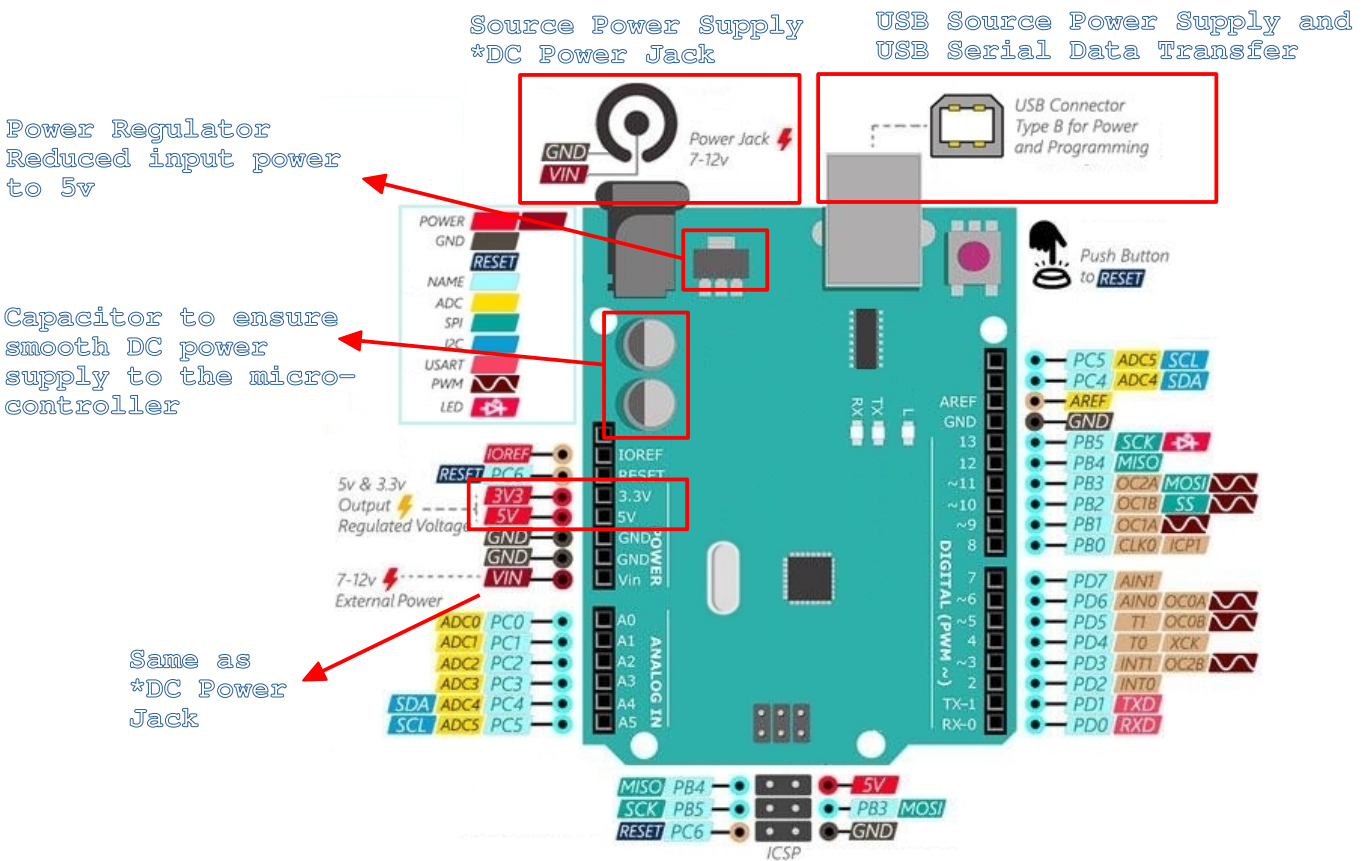 Source Power Supply
*DC Power Jack
USB Source Power Supply and
USB Serial Data Transfer
Power Regulator
Reduced input power
to 5v
GND
VIN
Power Jack
7-12v
USB Connector
Type B for Power
and Programming
POWER
GND
RESET
NAME
ADC
SPI
I2C
USART
PWM
LED
Push Button
to RESET
Capacitor to ensure
smooth DC power
supply to the micro-
controller
RX
TX
L
IOREF
RESET PC6
3V3
5V
GND
GND
VIN
5v & 3.3v
Output
Regulated Voltage
7-12v
External Power
IOREF
RESET
3.3V
5V
GND
GND
Vin
POWER
ADC0 PC0
ADC1 PC1
ADC2 PC2
ADC3 PC3
SDA ADC4 PC4
SCL ADC5 PC5
A0
A1
A2
A3
A4
A5
ANALOG IN
Same as
*DC Power
Jack
AREF
GND
13
12
~11
~10
~9
8
7
~6
~5
4
~3
2
TX-1
RX-0
DIGITAL (PWM ~)
PC5 ADC5 SCL
PC4 ADC4 SDA
AREF
GND
PB5 SCK
PB4 MISO
PB3 OC2A MOSI
PB2 OC1B SS
PB1 OC1A
PB0 CLK0 ICP1
PD7 AIN1
PD6 AIN0 OC0A
PD5 T1 OC0B
PD4 T0 XCK
PD3 INT1 OC2B
PD2 INT0
PD1 TXD
PD0 RXD
MISO PB4
SCK PB5
RESET PC6
5V
PB3 MOSI
GND
ICSP